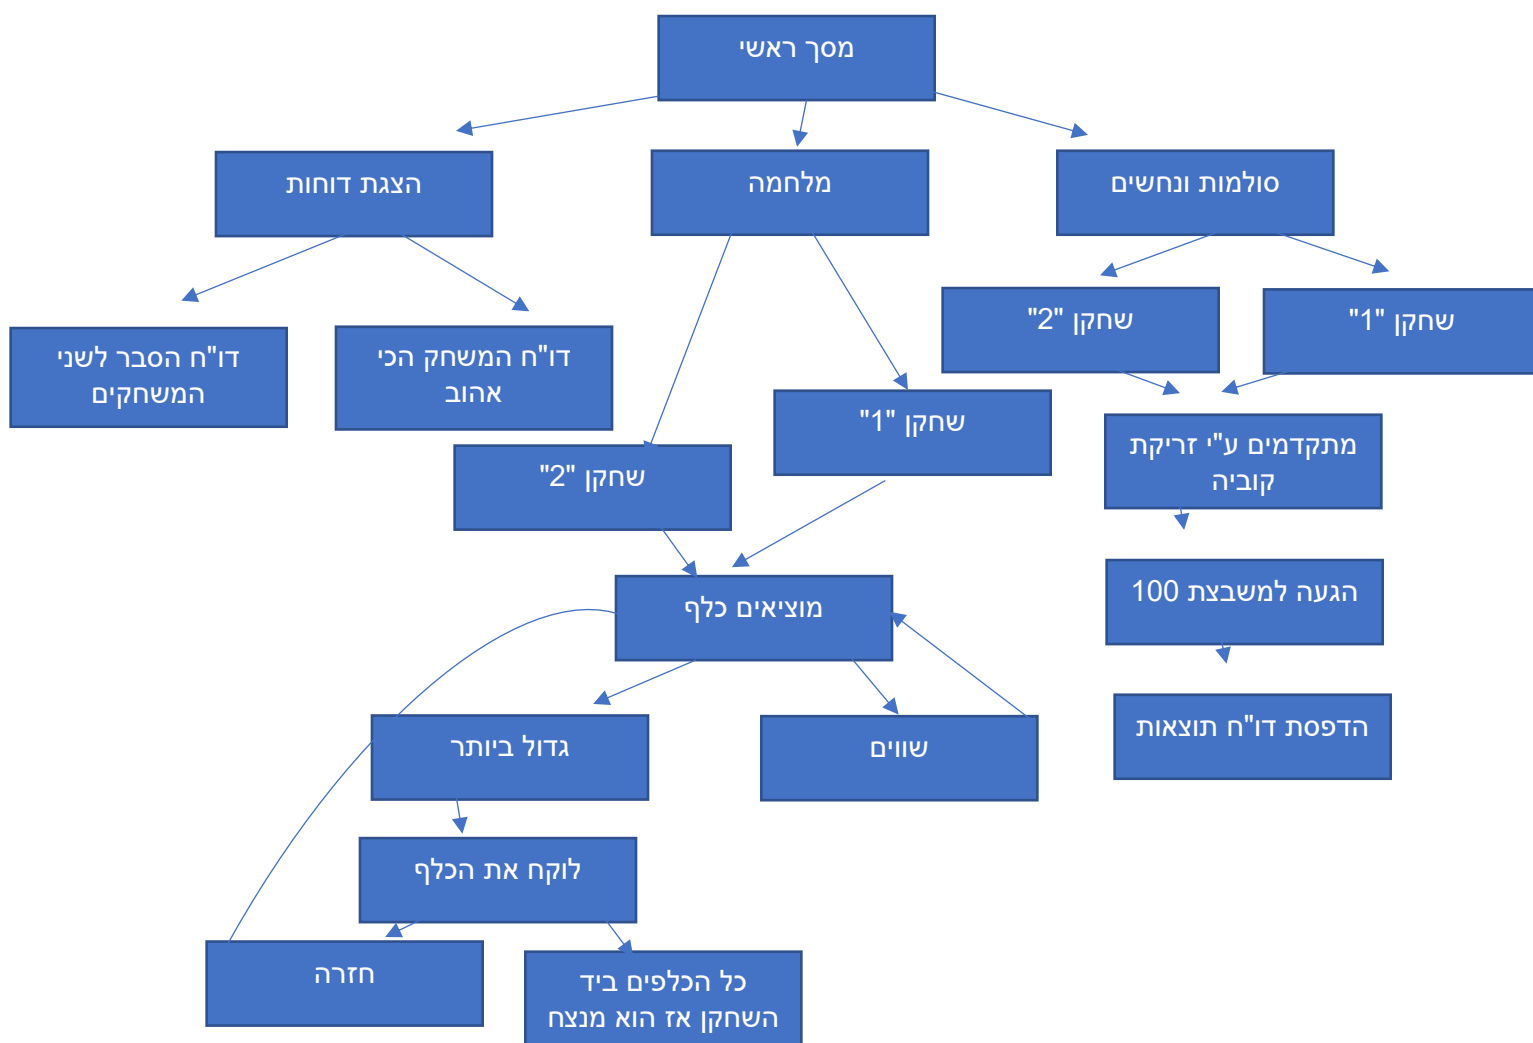 מסך ראשי
סולמות ונחשים
מלחמה
הצגת דוחות
שחקן "1"
שחקן "2"
דו"ח המשחק הכי
אהוב
דו"ח הסבר לשני
המשחקים
שחקן "1"
שחקן "2"
מתקדמים ע"י זריקת
קוביה
הגעה למשבצת 100
הדפסת דו"ח תוצאות
מוציאים כלף
שווים
גדול ביותר
לוקח את הכלף
חזרה
כל הכלפים ביד
השחקן אז הוא מנצח